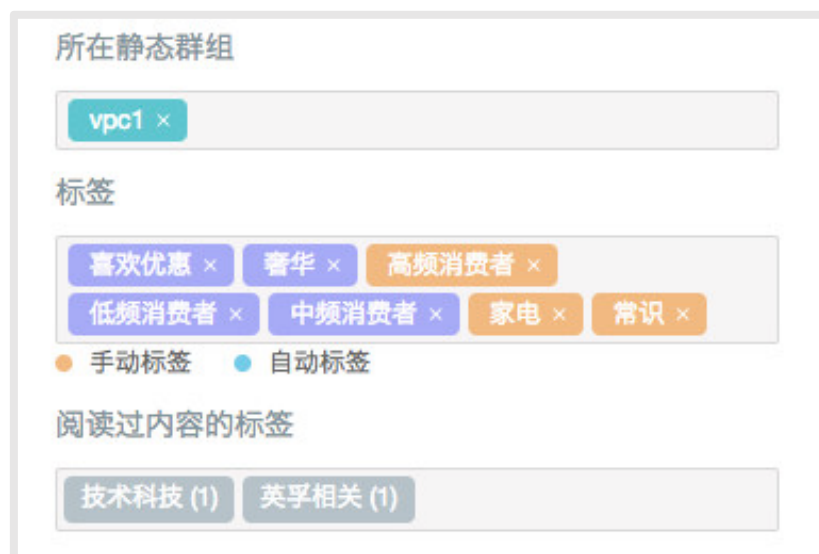 所在静态群组
vpc1 ×
标签
喜欢优惠 × 奢华 × 高频消费者 ×
低频消费者 × 中频消费者 × 家电 × 常识 ×
手动标签 自动标签
阅读过内容的标签
技术科技 (1) 英孚相关 (1)